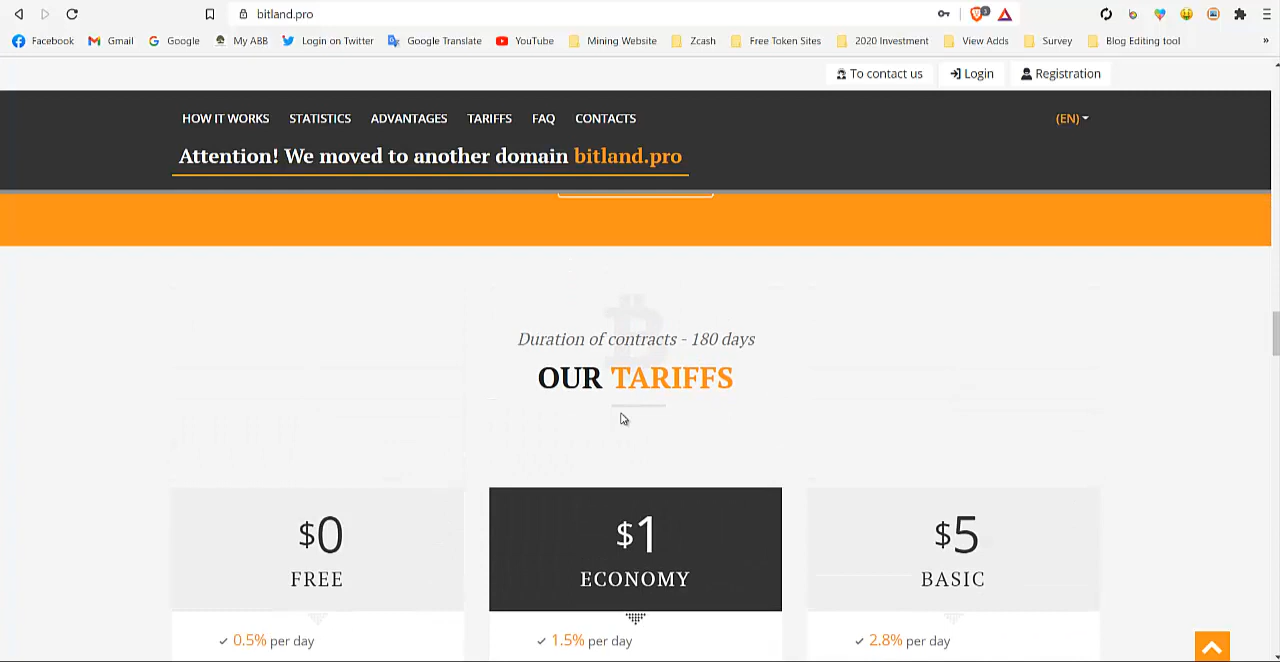 bitland.pro
3
Facebook Gmail Google My ABB Login on Twitter Google Translate YouTube Mining Website Zcash Free Token Sites 2020 Investment View Adds Survey Blog Editing tool »
To contact us Login Registration
HOW IT WORKS STATISTICS ADVANTAGES TARIFFS FAQ CONTACTS (EN)
Attention! We moved to another domain bitland.pro
Duration of contracts - 180 days
OUR TARIFFS
$0 $1 $5
FREE ECONOMY BASIC
✓ 0.5% per day ✓ 1.5% per day ✓ 2.8% per day